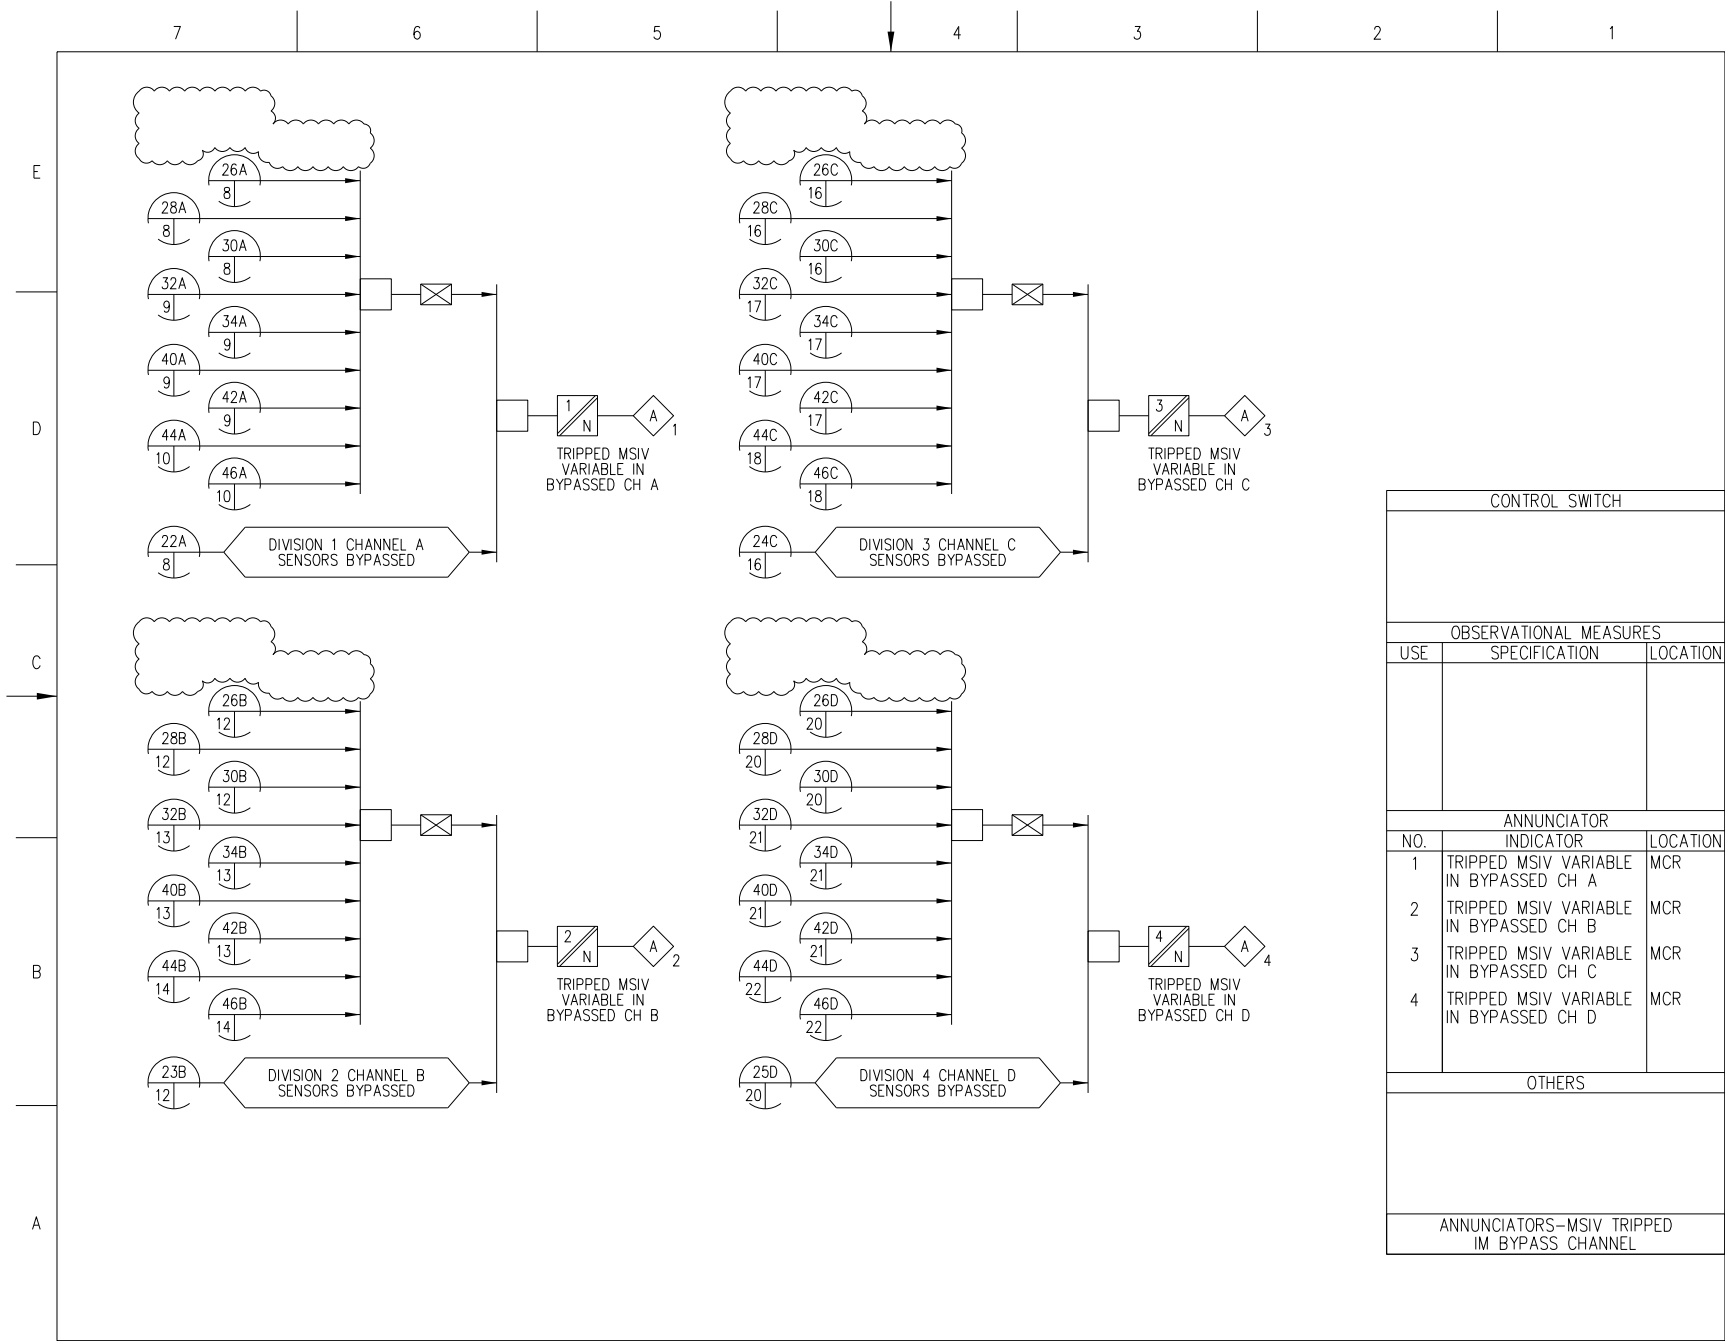 7 6 5 4 3 2 1
E
D
C
B
A
26A
8
28A
8
30A
8
32A
9
34A
9
40A
9
42A
9
44A
10
46A
10
22A
8
DIVISION 1 CHANNEL A
SENSORS BYPASSED
1
N
A
1
TRIPPED MSIV
VARIABLE IN
BYPASSED CH A
26C
16
28C
16
30C
16
32C
17
34C
17
40C
17
42C
17
44C
18
46C
18
24C
16
DIVISION 3 CHANNEL C
SENSORS BYPASSED
3
N
A
3
TRIPPED MSIV
VARIABLE IN
BYPASSED CH C
26B
12
28B
12
30B
12
32B
13
34B
13
40B
13
42B
13
44B
14
46B
14
23B
12
DIVISION 2 CHANNEL B
SENSORS BYPASSED
2
N
A
2
TRIPPED MSIV
VARIABLE IN
BYPASSED CH B
26D
20
28D
20
30D
20
32D
21
34D
21
40D
21
42D
21
44D
22
46D
22
25D
20
DIVISION 4 CHANNEL D
SENSORS BYPASSED
4
N
A
4
TRIPPED MSIV
VARIABLE IN
BYPASSED CH D
CONTROL SWITCH
OBSERVATIONAL MEASURES
USE SPECIFICATION LOCATION
ANNUNCIATOR
NO. INDICATOR LOCATION
1 TRIPPED MSIV VARIABLE MCR
IN BYPASSED CH A
2 TRIPPED MSIV VARIABLE MCR
IN BYPASSED CH B
3 TRIPPED MSIV VARIABLE MCR
IN BYPASSED CH C
4 TRIPPED MSIV VARIABLE MCR
IN BYPASSED CH D
OTHERS
ANNUNCIATORS-MSIV TRIPPED
IM BYPASS CHANNEL